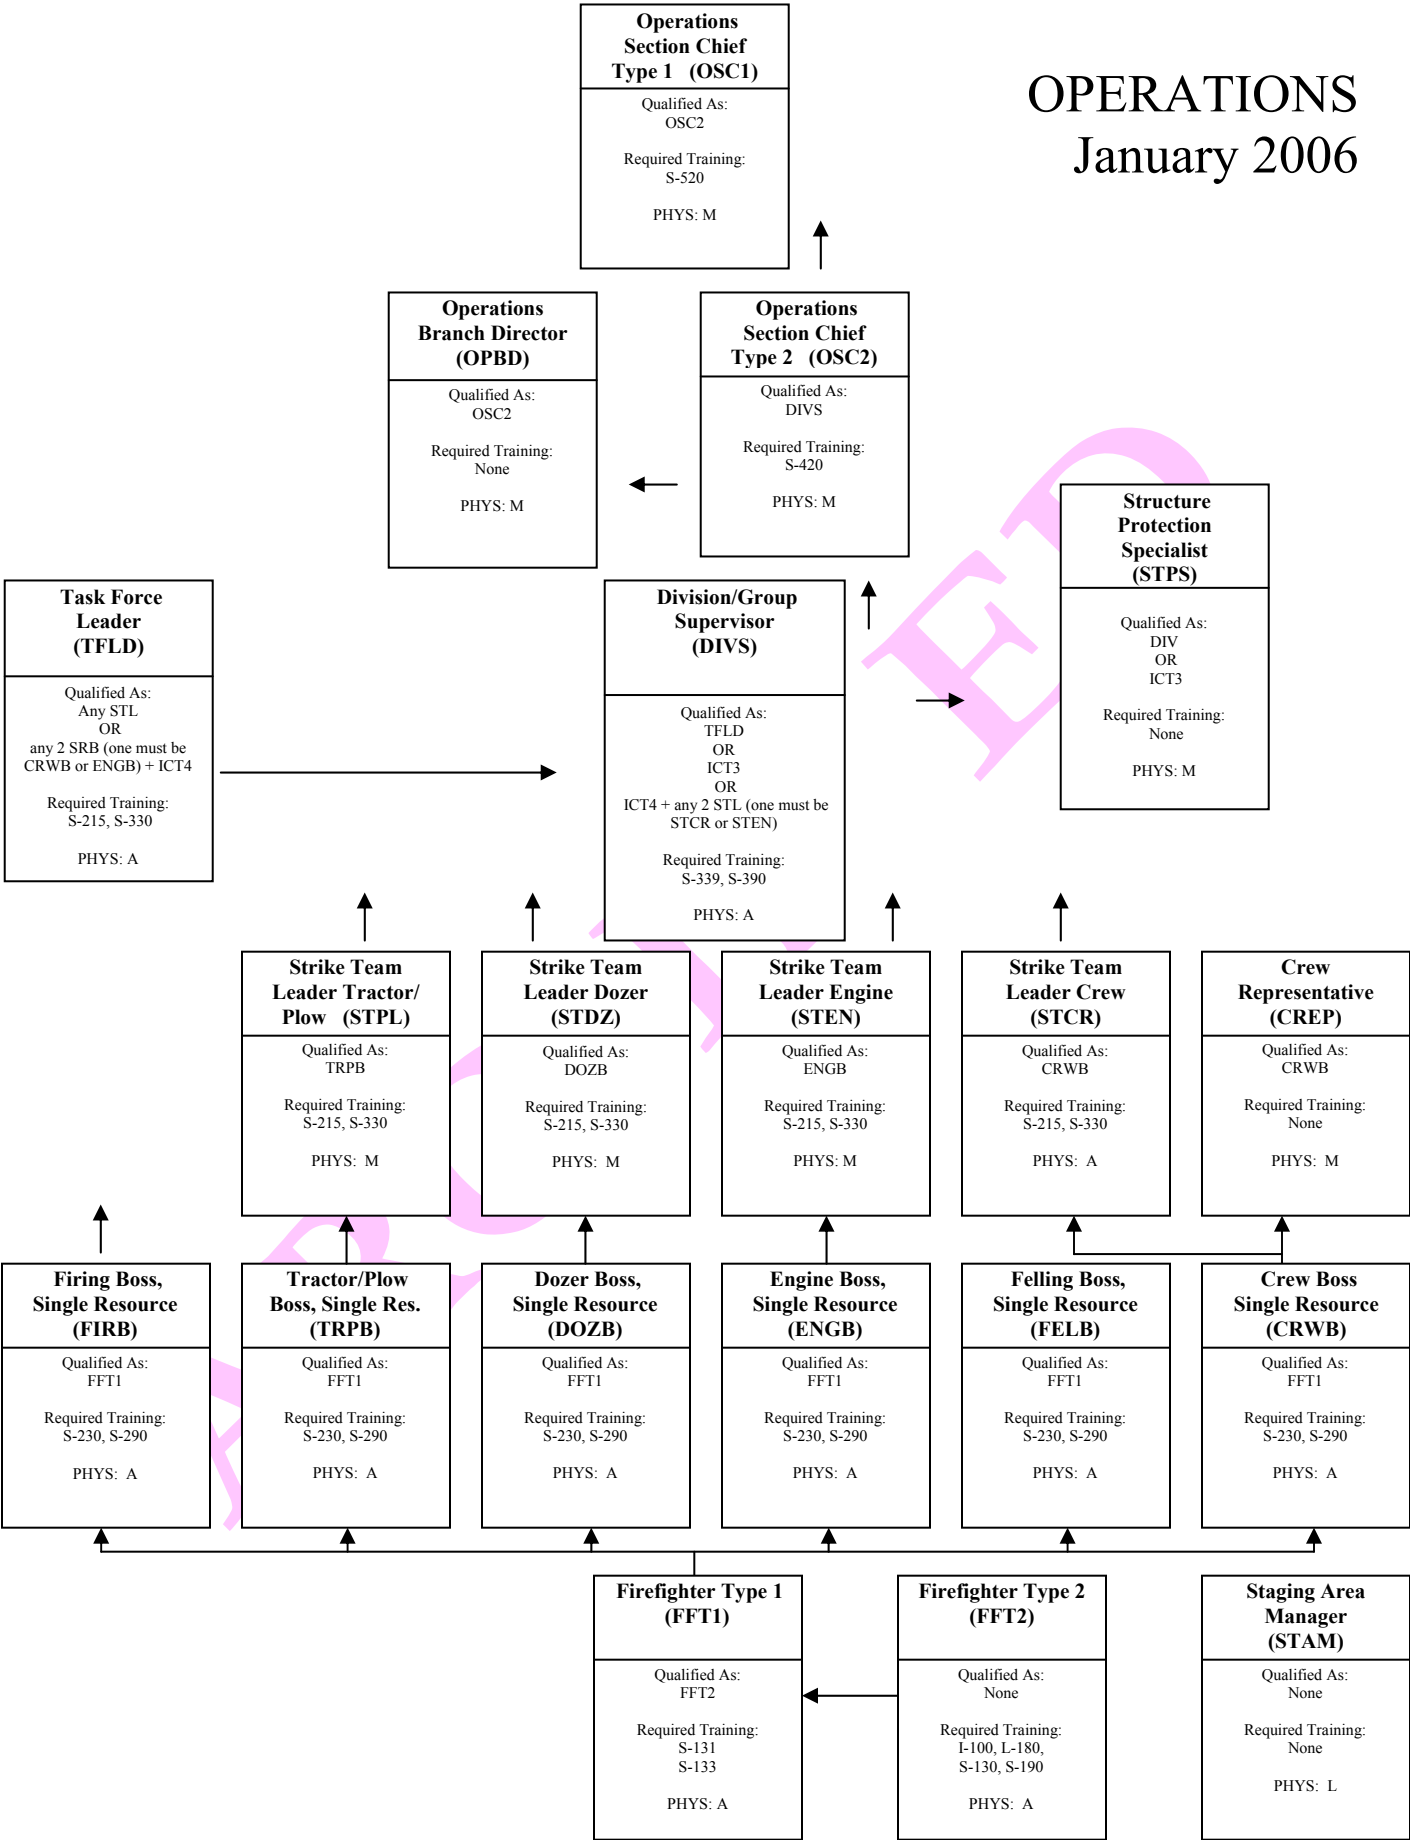 OPERATIONS
January 2006
Operations
Section Chief
Type 1 (OSC1)
Qualified As:
OSC2
Required Training:
S-520
PHYS: M
Operations
Branch Director
(OPBD)
Qualified As:
OSC2
Required Training:
None
PHYS: M
Operations
Section Chief
Type 2 (OSC2)
Qualified As:
DIVS
Required Training:
S-420
PHYS: M
Structure
Protection
Specialist
(STPS)
Qualified As:
DIV
OR
ICT3
Required Training:
None
PHYS: M
Task Force
Leader
(TFLD)
Qualified As:
Any STL
OR
any 2 SRB (one must be
CRWB or ENGB) + ICT4
Required Training:
S-215, S-330
PHYS: A
Division/Group
Supervisor
(DIVS)
Qualified As:
TFLD
OR
ICT3
OR
ICT4 + any 2 STL (one must be
STCR or STEN)
Required Training:
S-339, S-390
PHYS: A
Strike Team
Leader Tractor/
Plow (STPL)
Qualified As:
TRPB
Required Training:
S-215, S-330
PHYS: M
Strike Team
Leader Dozer
(STDZ)
Qualified As:
DOZB
Required Training:
S-215, S-330
PHYS: M
Strike Team
Leader Engine
(STEN)
Qualified As:
ENGB
Required Training:
S-215, S-330
PHYS: M
Strike Team
Leader Crew
(STCR)
Qualified As:
CRWB
Required Training:
S-215, S-330
PHYS: A
Crew
Representative
(CREP)
Qualified As:
CRWB
Required Training:
None
PHYS: M
Firing Boss,
Single Resource
(FIRB)
Qualified As:
FFT1
Required Training:
S-230, S-290
PHYS: A
Tractor/Plow
Boss, Single Res.
(TRPB)
Qualified As:
FFT1
Required Training:
S-230, S-290
PHYS: A
Dozer Boss,
Single Resource
(DOZB)
Qualified As:
FFT1
Required Training:
S-230, S-290
PHYS: A
Engine Boss,
Single Resource
(ENGB)
Qualified As:
FFT1
Required Training:
S-230, S-290
PHYS: A
Felling Boss,
Single Resource
(FELB)
Qualified As:
FFT1
Required Training:
S-230, S-290
PHYS: A
Crew Boss
Single Resource
(CRWB)
Qualified As:
FFT1
Required Training:
S-230, S-290
PHYS: A
Firefighter Type 1
(FFT1)
Qualified As:
FFT2
Required Training:
S-131
S-133
PHYS: A
Firefighter Type 2
(FFT2)
Qualified As:
None
Required Training:
I-100, L-180,
S-130, S-190
PHYS: A
Staging Area
Manager
(STAM)
Qualified As:
None
Required Training:
None
PHYS: L